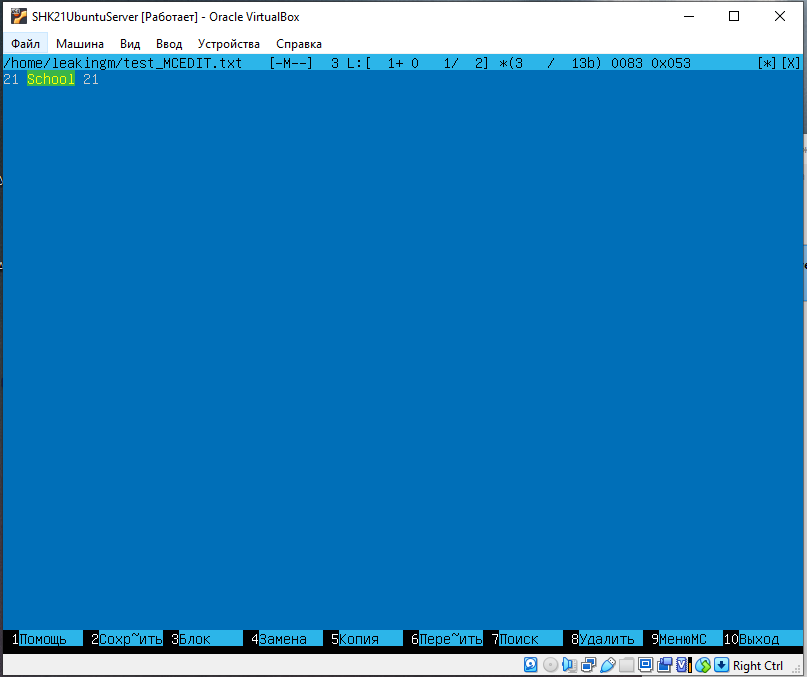 SHK21UbuntuServer [Работает] - Oracle VirtualBox
Файл Машина Вид Ввод Устройства Справка
/home/leakingm/test_MCEDIT.txt [-M--] 3 L:[ 1+ 0 1/ 2] *(3 / 13b) 0083 0x053 [*][X]
21 School 21
1Помощь 2Сохр~ить 3Блок 4Замена 5Копия 6Пере~ить 7Поиск 8Удалить 9МенюMC 10Выход
Right Ctrl